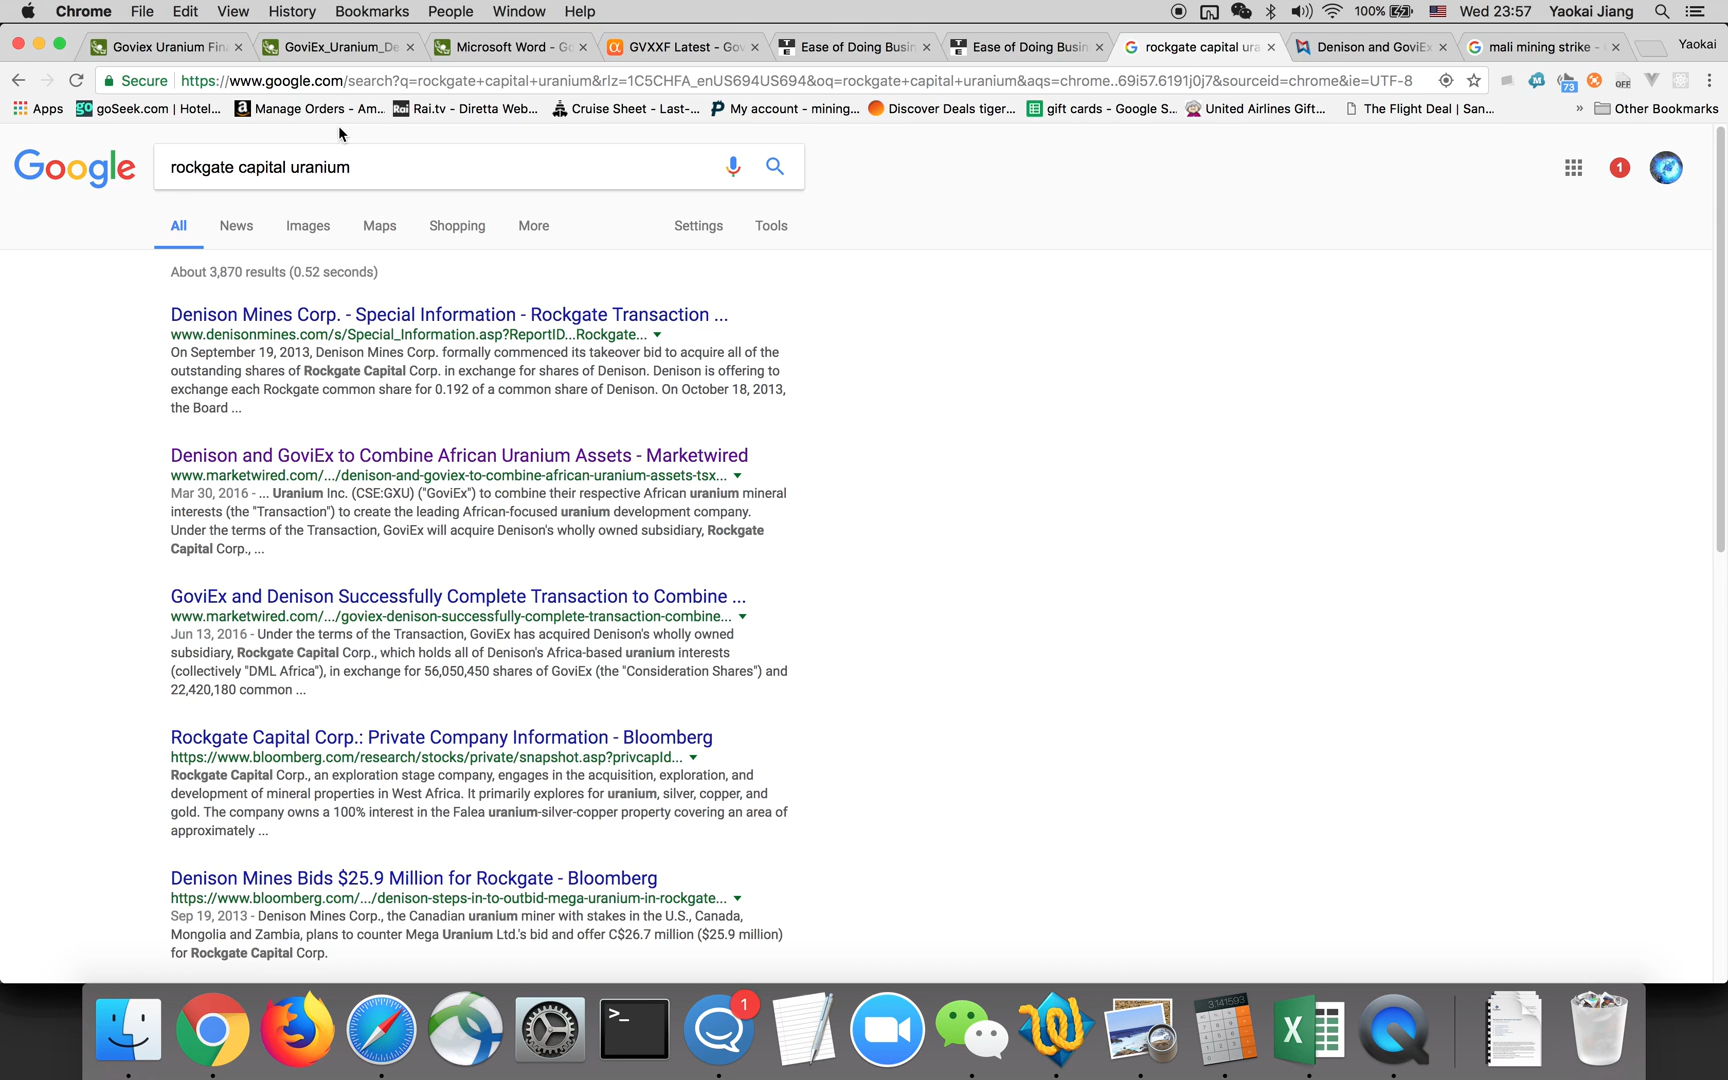 Chrome File Edit View History Bookmarks People Window Help 100% Wed 23:57 Yaokai Jiang
Goviex Uranium Fin GoviEx_Uranium_De Microsoft Word - Go GVXXF Latest - Gov Ease of Doing Busin Ease of Doing Busin rockgate capital ura Denison and GoviEx mali mining strike - Yaokai
Secure https://www.google.com/search?q=rockgate+capital+uranium&rlz=1C5CHFA_enUS694US694&oq=rockgate+capital+uranium&aqs=chrome..69i57.6191j0j7&sourceid=chrome&ie=UTF-8 73 OFF
Apps goSeek.com | Hotel... Manage Orders - Am... Rai.tv - Diretta Web... Cruise Sheet - Last-... My account - mining,... Discover Deals tiger... gift cards - Google S... United Airlines Gift... The Flight Deal | San... » Other Bookmarks
Google rockgate capital uranium 1
All News Images Maps Shopping More Settings Tools
About 3,870 results (0.52 seconds)
Denison Mines Corp. - Special Information - Rockgate Transaction ...
www.denisonmines.com/s/Special_Information.asp?ReportID...Rockgate...
On September 19, 2013, Denison Mines Corp. formally commenced its takeover bid to acquire all of the
outstanding shares of Rockgate Capital Corp. in exchange for shares of Denison. Denison is offering to
exchange each Rockgate common share for 0.192 of a common share of Denison. On October 18, 2013,
the Board ...
Denison and GoviEx to Combine African Uranium Assets - Marketwired
www.marketwired.com/.../denison-and-goviex-to-combine-african-uranium-assets-tsx...
Mar 30, 2016 - ... Uranium Inc. (CSE:GXU) ("GoviEx") to combine their respective African uranium mineral
interests (the "Transaction") to create the leading African-focused uranium development company.
Under the terms of the Transaction, GoviEx will acquire Denison's wholly owned subsidiary, Rockgate
Capital Corp., ...
GoviEx and Denison Successfully Complete Transaction to Combine ...
www.marketwired.com/.../goviex-denison-successfully-complete-transaction-combine...
Jun 13, 2016 - Under the terms of the Transaction, GoviEx has acquired Denison's wholly owned
subsidiary, Rockgate Capital Corp., which holds all of Denison's Africa-based uranium interests
(collectively "DML Africa"), in exchange for 56,050,450 shares of GoviEx (the "Consideration Shares") and
22,420,180 common ...
Rockgate Capital Corp.: Private Company Information - Bloomberg
https://www.bloomberg.com/research/stocks/private/snapshot.asp?privcapId...
Rockgate Capital Corp., an exploration stage company, engages in the acquisition, exploration, and
development of mineral properties in West Africa. It primarily explores for uranium, silver, copper, and
gold. The company owns a 100% interest in the Falea uranium-silver-copper property covering an area of
approximately ...
Denison Mines Bids $25.9 Million for Rockgate - Bloomberg
https://www.bloomberg.com/.../denison-steps-in-to-outbid-mega-uranium-in-rockgate...
Sep 19, 2013 - Denison Mines Corp., the Canadian uranium miner with stakes in the U.S., Canada,
Mongolia and Zambia, plans to counter Mega Uranium Ltd.'s bid and offer C$26.7 million ($25.9 million)
for Rockgate Capital Corp.
1
3.141593